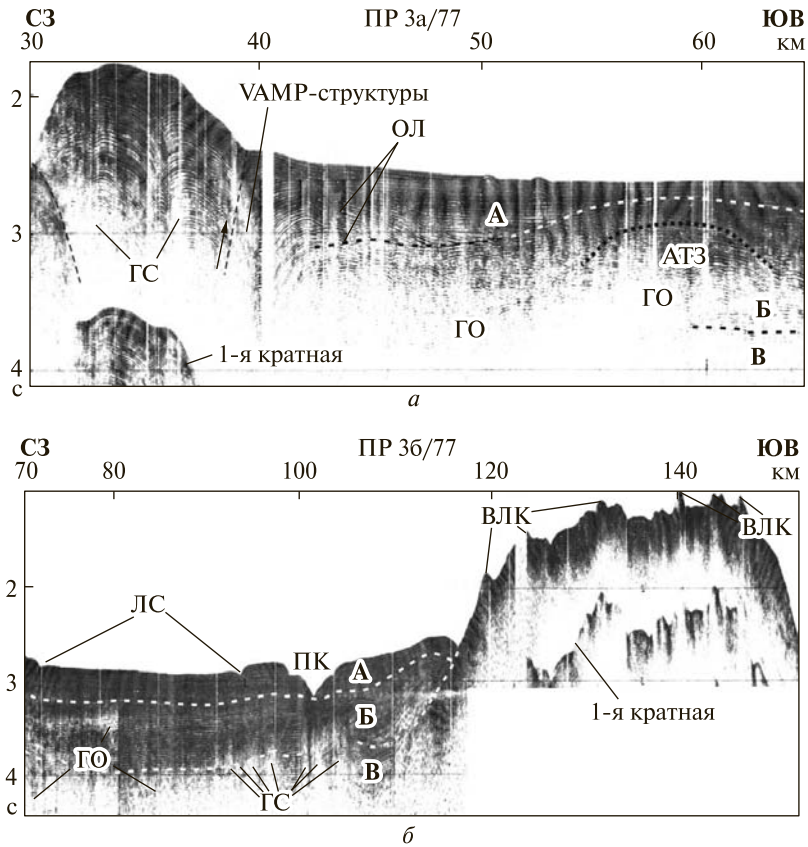 СЗ ПР 3а/77 ЮВ
30 40 50 60 км
2
VAMP-структуры
ОЛ
А
3
ГС
АТЗ
ГО
Б
ГО
1-я кратная
В
4
с
а
СЗ ПР 3б/77 ЮВ
70 80 100 120 140 км
ВЛК
ВЛК
2
ЛС
ПК
А
3
1-я кратная
Б
ГО
В
4
ГС
с
б